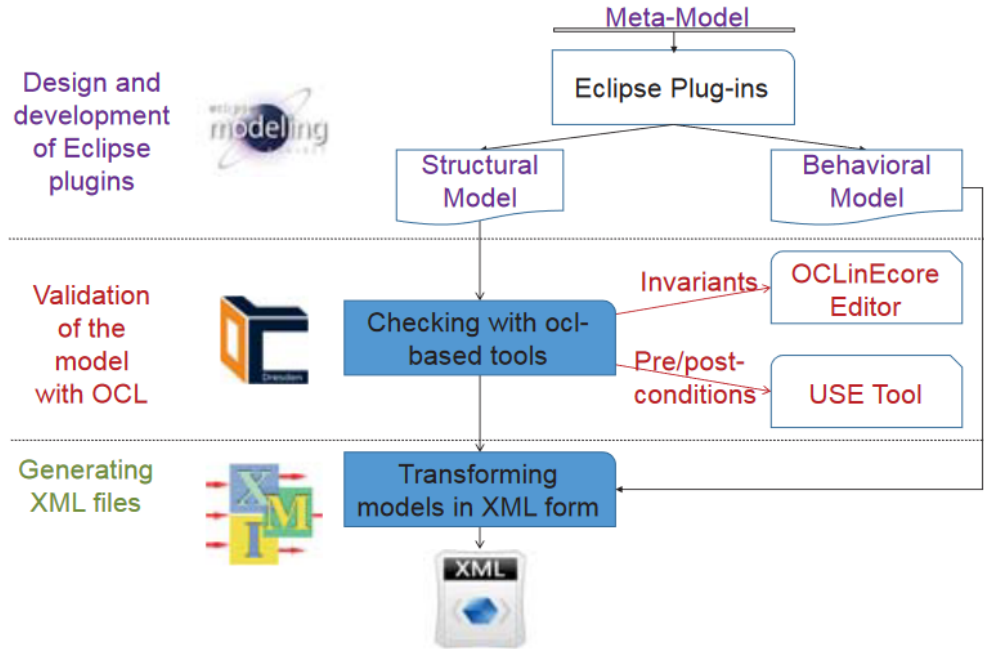 Meta-Model
Design and
development
of Eclipse
plugins
eclipse
modeling
PROJECT
Eclipse Plug-ins
Structural
Model
Behavioral
Model
Validation
of the
model
with OCL
Dresden
Checking with ocl-
based tools
Invariants
OCLinEcore
Editor
Pre/post-
conditions
USE Tool
Generating
XML files
X
M
I
Transforming
models in XML form
XML